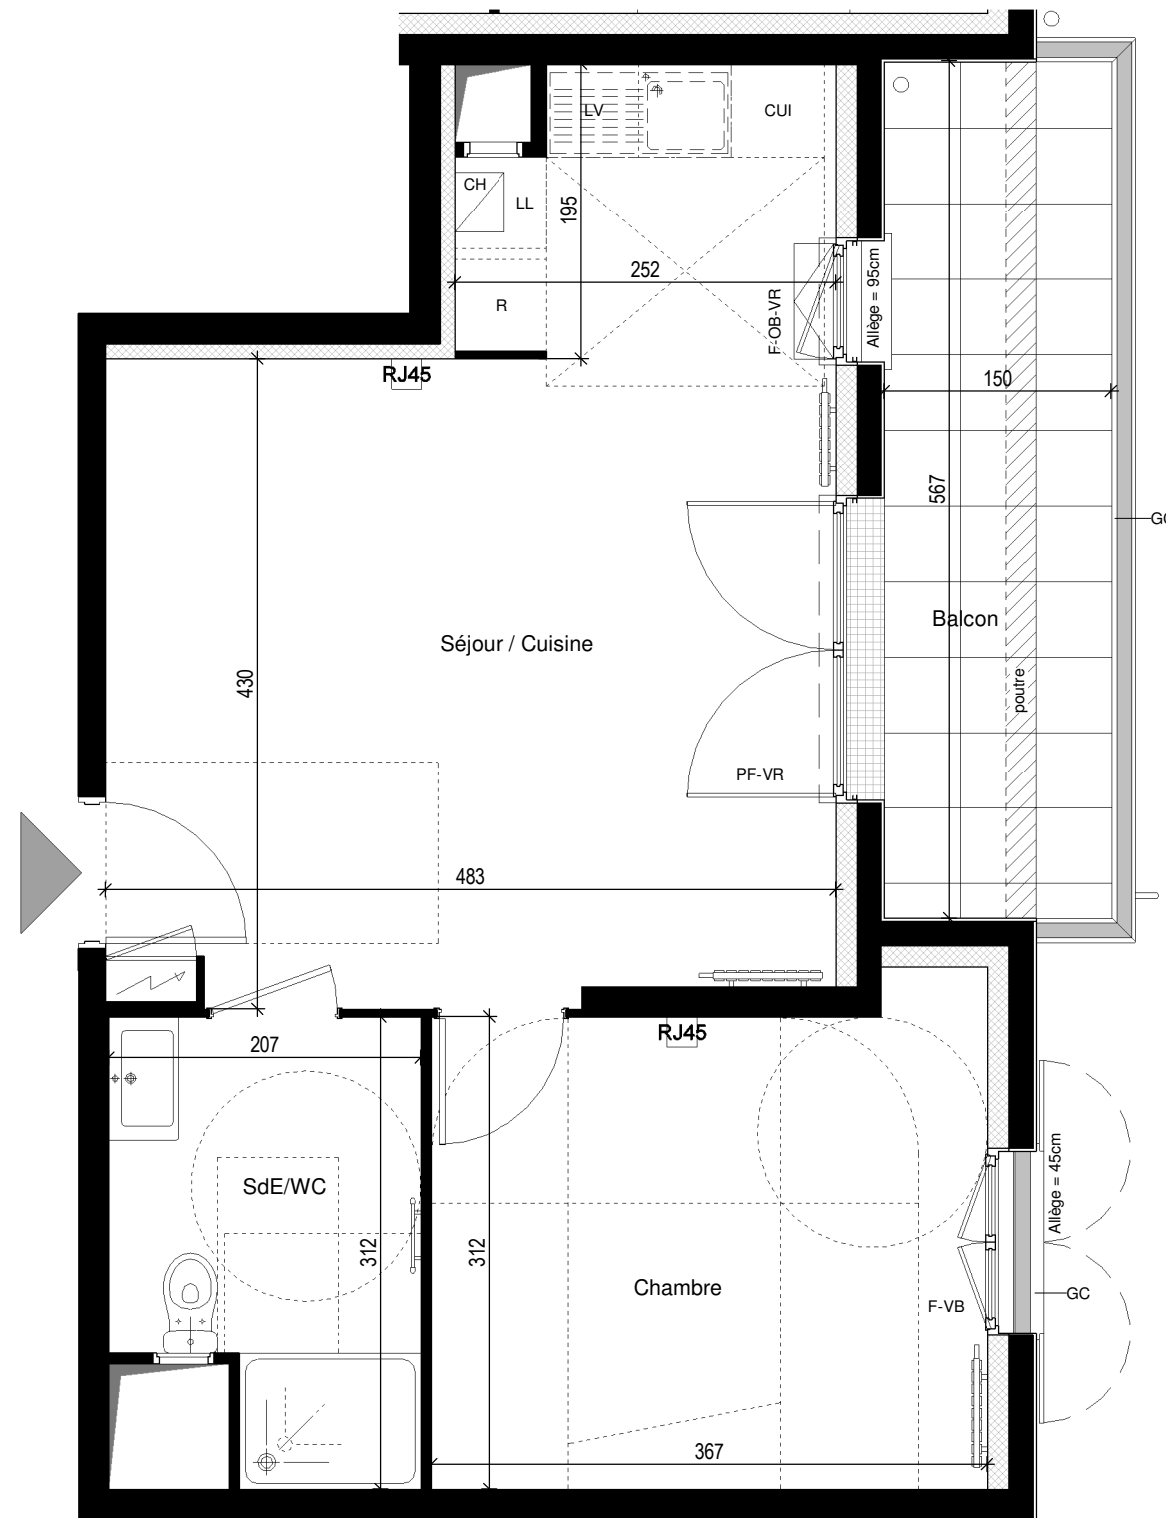 LV
CUI
CH
LL
195
252
R
F-OB-VR
Allège = 95cm
RJ45
150
567
GC
Séjour / Cuisine
Balcon
430
poutre
PF-VR
483
RJ45
207
SdE/WC
Allège = 45cm
312
312
Chambre
F-VB
GC
367